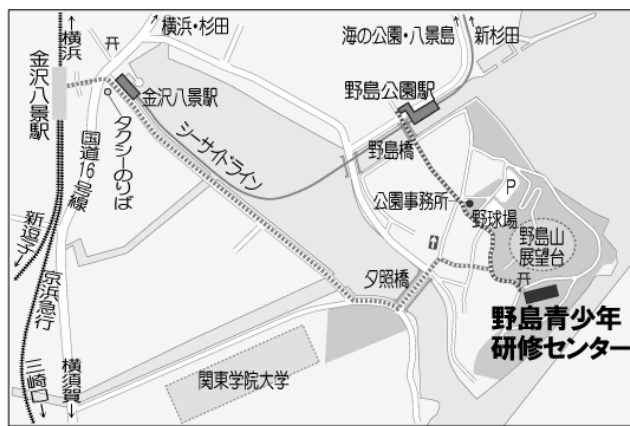 ↑横浜
横浜・杉田
海の公園・八景島
新杉田
金沢八景駅
金沢八景駅
野島公園駅
タクシーのりば
国道16号線
シーサイドライン
野島橋
公園事務所
P
野球場
野島山
展望台
新逗子↓
京浜急行
夕照橋
野島青少年
研修センター
関東学院大学
三崎口↓
横須賀↓